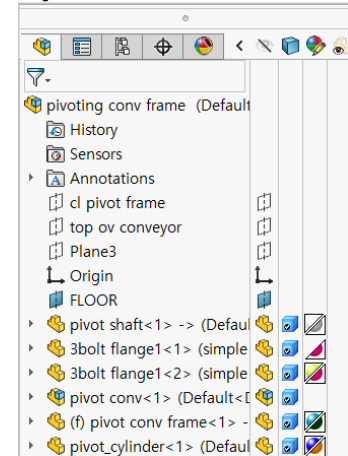 pivoting conv frame (Default
History
Sensors
Annotations
cl pivot frame
top ov conveyor
Plane3
Origin
FLOOR
pivot shaft<1> -> (Defaul
3bolt flange1<1> (simple
3bolt flange1<2> (simple
pivot conv<1> (Default<D
(f) pivot conv frame<1> -
pivot_cylinder<1> (Defaul